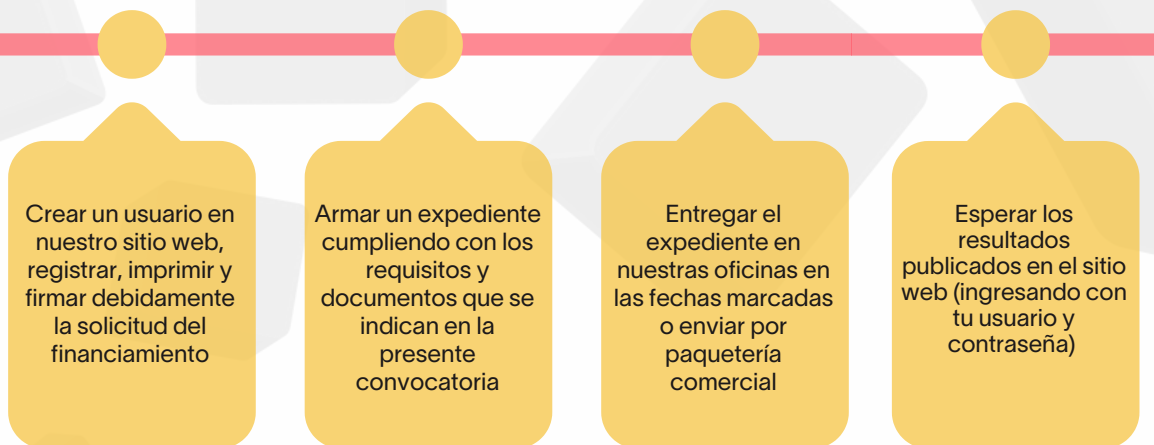 Crear un usuario en
nuestro sitio web,
registrar, imprimir y
firmar debidamente
la solicitud del
financiamiento
Armar un expediente
cumpliendo con los
requisitos y
documentos que se
indican en la
presente
convocatoria
Entregar el
expediente en
nuestras oficinas en
las fechas marcadas
o enviar por
paquetería
comercial
Esperar los
resultados
publicados en el sitio
web (ingresando con
tu usuario y
contraseña)